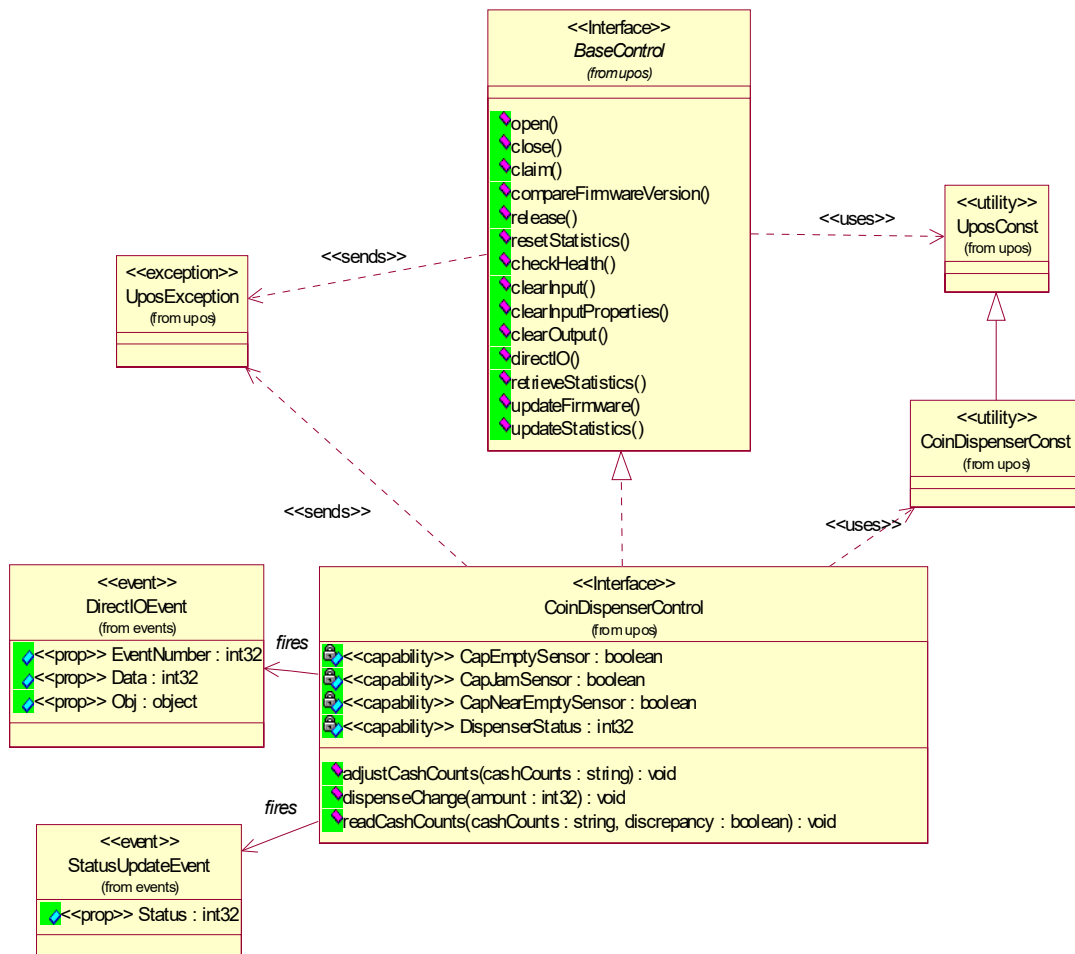 <<Interface>>
BaseControl
(from upos)
open()
close()
claim()
compareFirmwareVersion()
release()
resetStatistics()
checkHealth()
clearInput()
clearInputProperties()
clearOutput()
directIO()
retrieveStatistics()
updateFirmware()
updateStatistics()
<<utility>>
UposConst
(from upos)
<<uses>>
<<sends>>
<<exception>>
UposException
(from upos)
<<utility>>
CoinDispenserConst
(from upos)
<<sends>>
<<uses>>
<<event>>
DirectIOEvent
(from events)
<<prop>> EventNumber : int32
<<prop>> Data : int32
<<prop>> Obj : object
fires
<<Interface>>
CoinDispenserControl
(from upos)
<<capability>> CapEmptySensor : boolean
<<capability>> CapJamSensor : boolean
<<capability>> CapNearEmptySensor : boolean
<<capability>> DispenserStatus : int32
adjustCashCounts(cashCounts : string) : void
dispenseChange(amount : int32) : void
readCashCounts(cashCounts : string, discrepancy : boolean) : void
fires
<<event>>
StatusUpdateEvent
(from events)
<<prop>> Status : int32